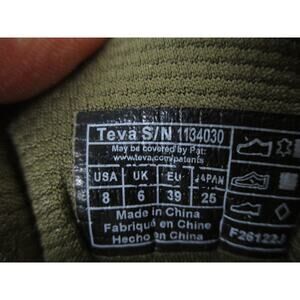 Teva S/N 1134030
May be covered by Pat:
www.teva.com/patents
USA UK EU JAPAN
8 6 39 25
Made in China
Fabriqué en Chine
Hecho en China
F26122J